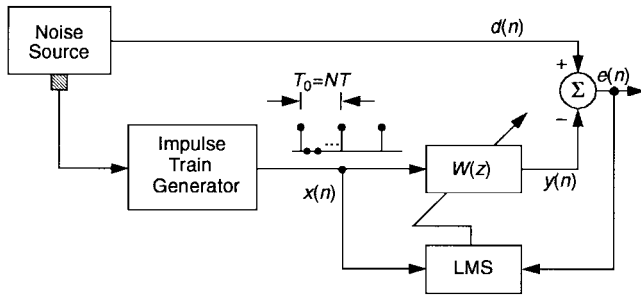 Noise
Source
d(n)
+
e(n)
Σ
−
T₀=NT
Impulse
Train
Generator
x(n)
W(z)
y(n)
LMS